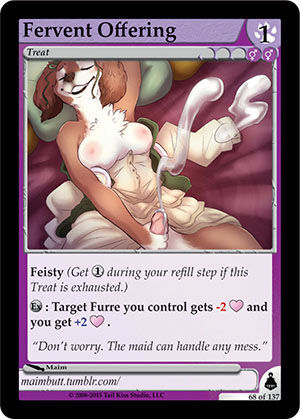 Fervent Offering 1
Treat
Feisty (Get 1 during your refill step if this
Treat is exhausted.)
Ex : Target Furre you control gets -2 and
you get +2 .
“Don’t worry. The maid can handle any mess.”
Maim
maimbutt.tumblr.com/
© 2008-2015 Tail Kiss Studio, LLC
68 of 137